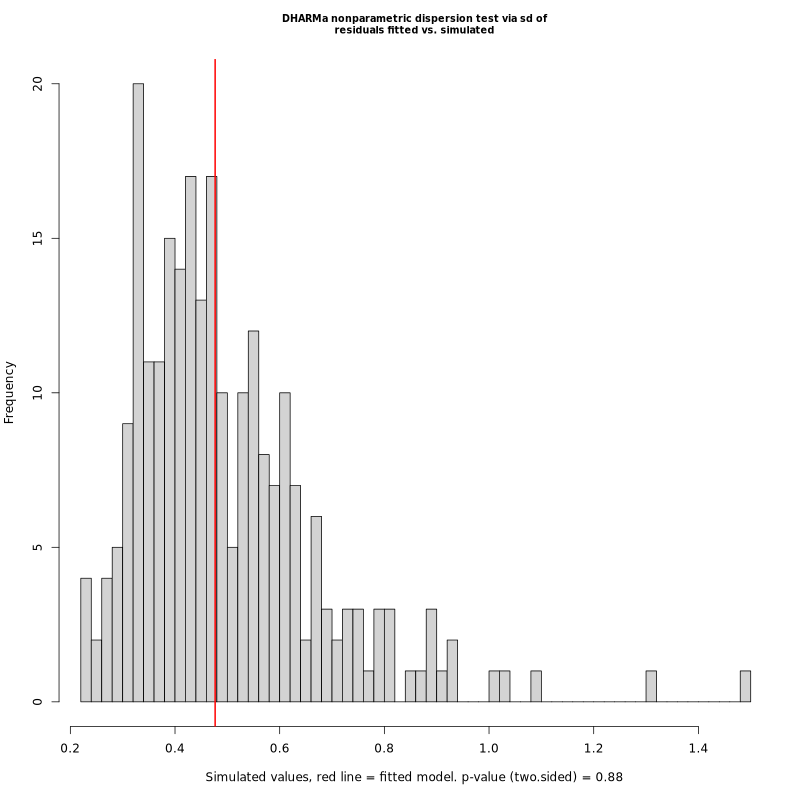 DHARMa nonparametric dispersion test via sd of
residuals fitted vs. simulated
Frequency
20
15
10
5
0
0.2 0.4 0.6 0.8 1.0 1.2 1.4
Simulated values, red line = fitted model. p-value (two.sided) = 0.88